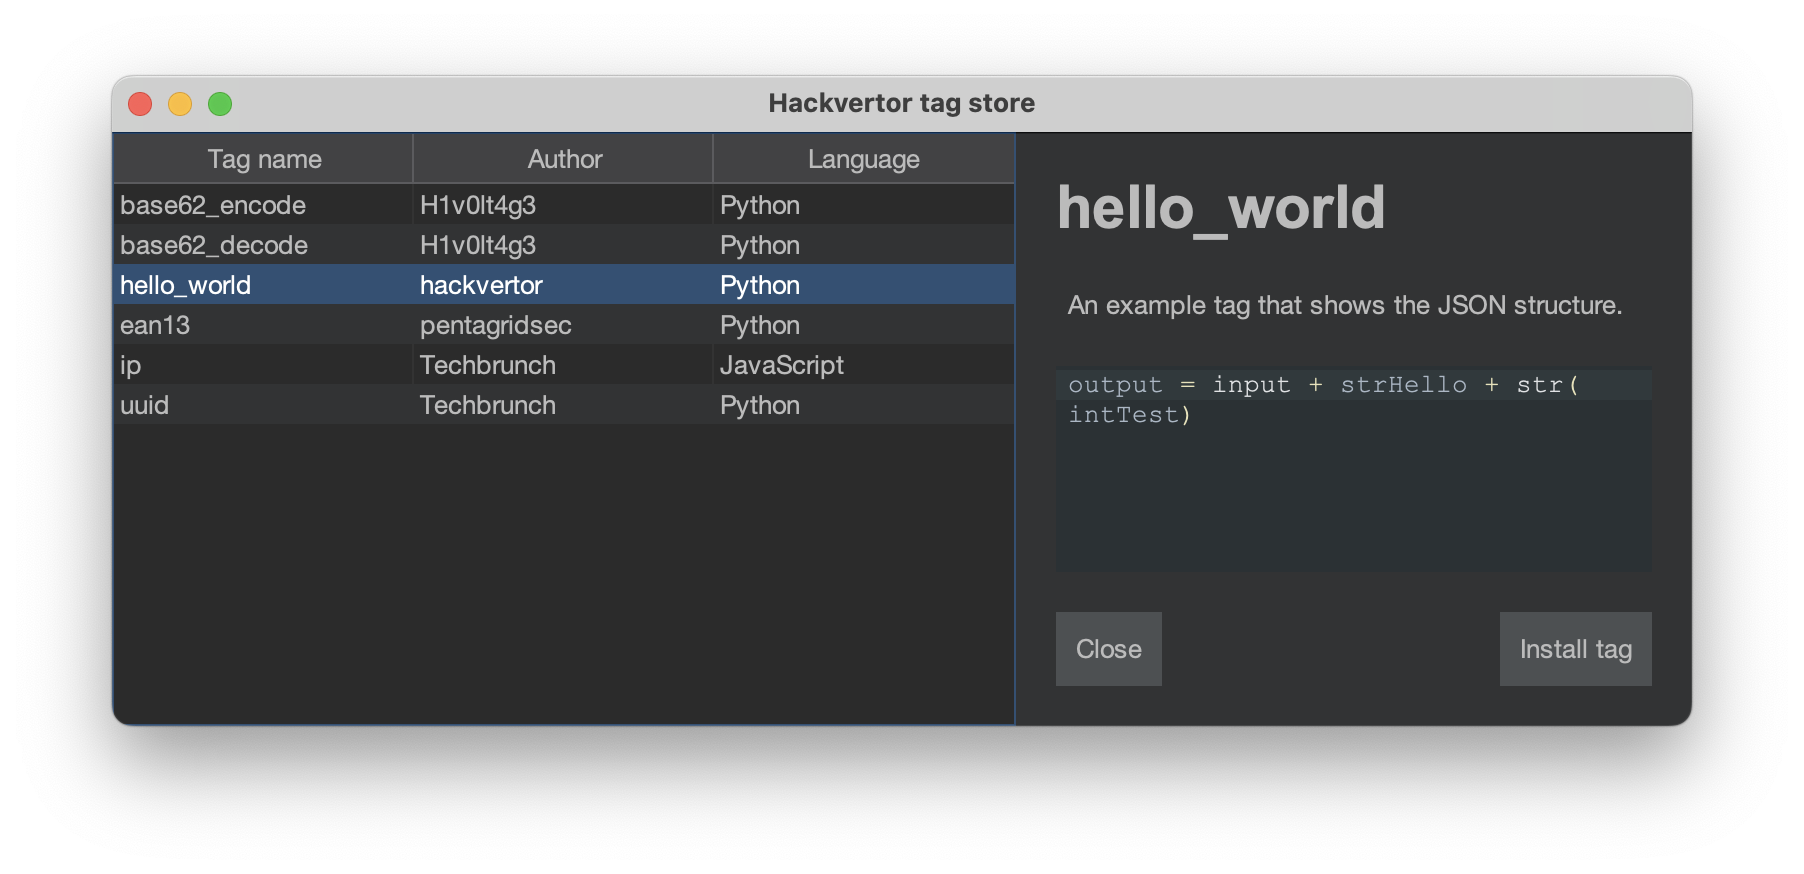 Hackvertor tag store
Tag name Author Language
base62_encode H1v0lt4g3 Python
base62_decode H1v0lt4g3 Python
hello_world hackvertor Python
ean13 pentagridsec Python
ip Techbrunch JavaScript
uuid Techbrunch Python
hello_world
An example tag that shows the JSON structure.
output = input + strHello + str(
intTest)
Close Install tag